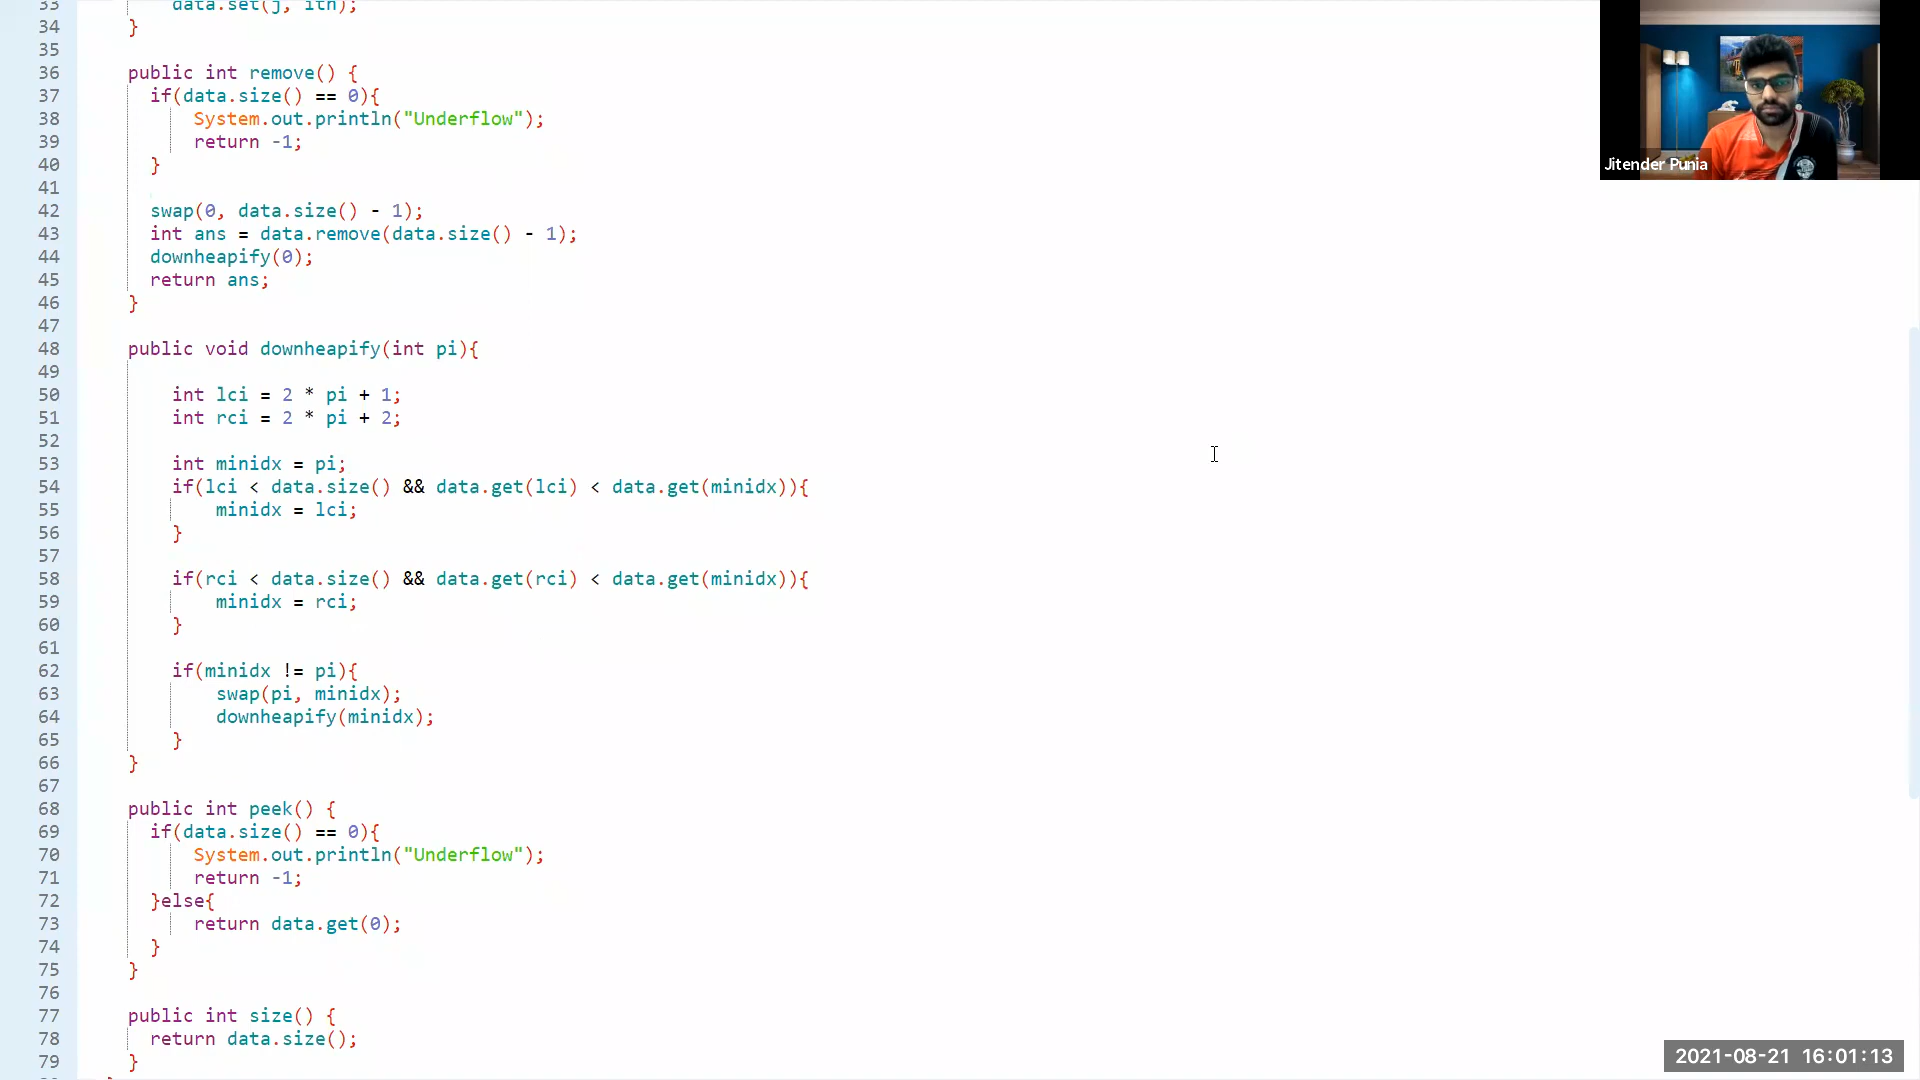 33 data.set(j, ith);
34 }
35
36 public int remove() {
37 if(data.size() == 0){
38 System.out.println("Underflow");
39 return -1;
40 }
41
42 swap(0, data.size() - 1);
43 int ans = data.remove(data.size() - 1);
44 downheapify(0);
45 return ans;
46 }
47
48 public void downheapify(int pi){
49
50 int lci = 2 * pi + 1;
51 int rci = 2 * pi + 2;
52
53 int minidx = pi;
54 if(lci < data.size() && data.get(lci) < data.get(minidx)){
55 minidx = lci;
56 }
57
58 if(rci < data.size() && data.get(rci) < data.get(minidx)){
59 minidx = rci;
60 }
61
62 if(minidx != pi){
63 swap(pi, minidx);
64 downheapify(minidx);
65 }
66 }
67
68 public int peek() {
69 if(data.size() == 0){
70 System.out.println("Underflow");
71 return -1;
72 }else{
73 return data.get(0);
74 }
75 }
76
77 public int size() {
78 return data.size();
79 }
Jitender Punia
2021-08-21 16:01:13